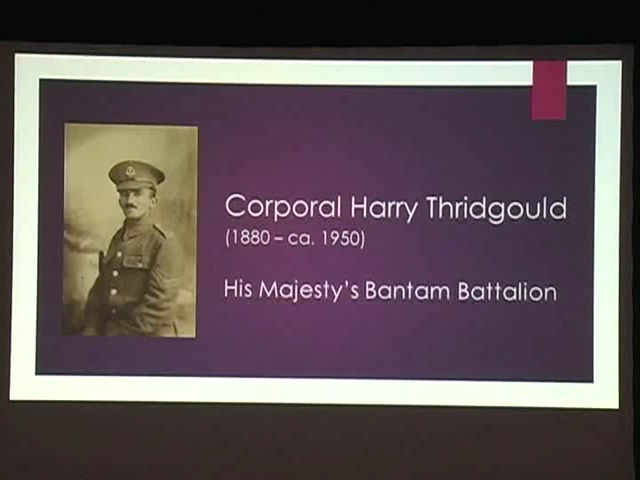 Corporal Harry Thridgould
(1880 – ca. 1950)
His Majesty's Bantam Battalion